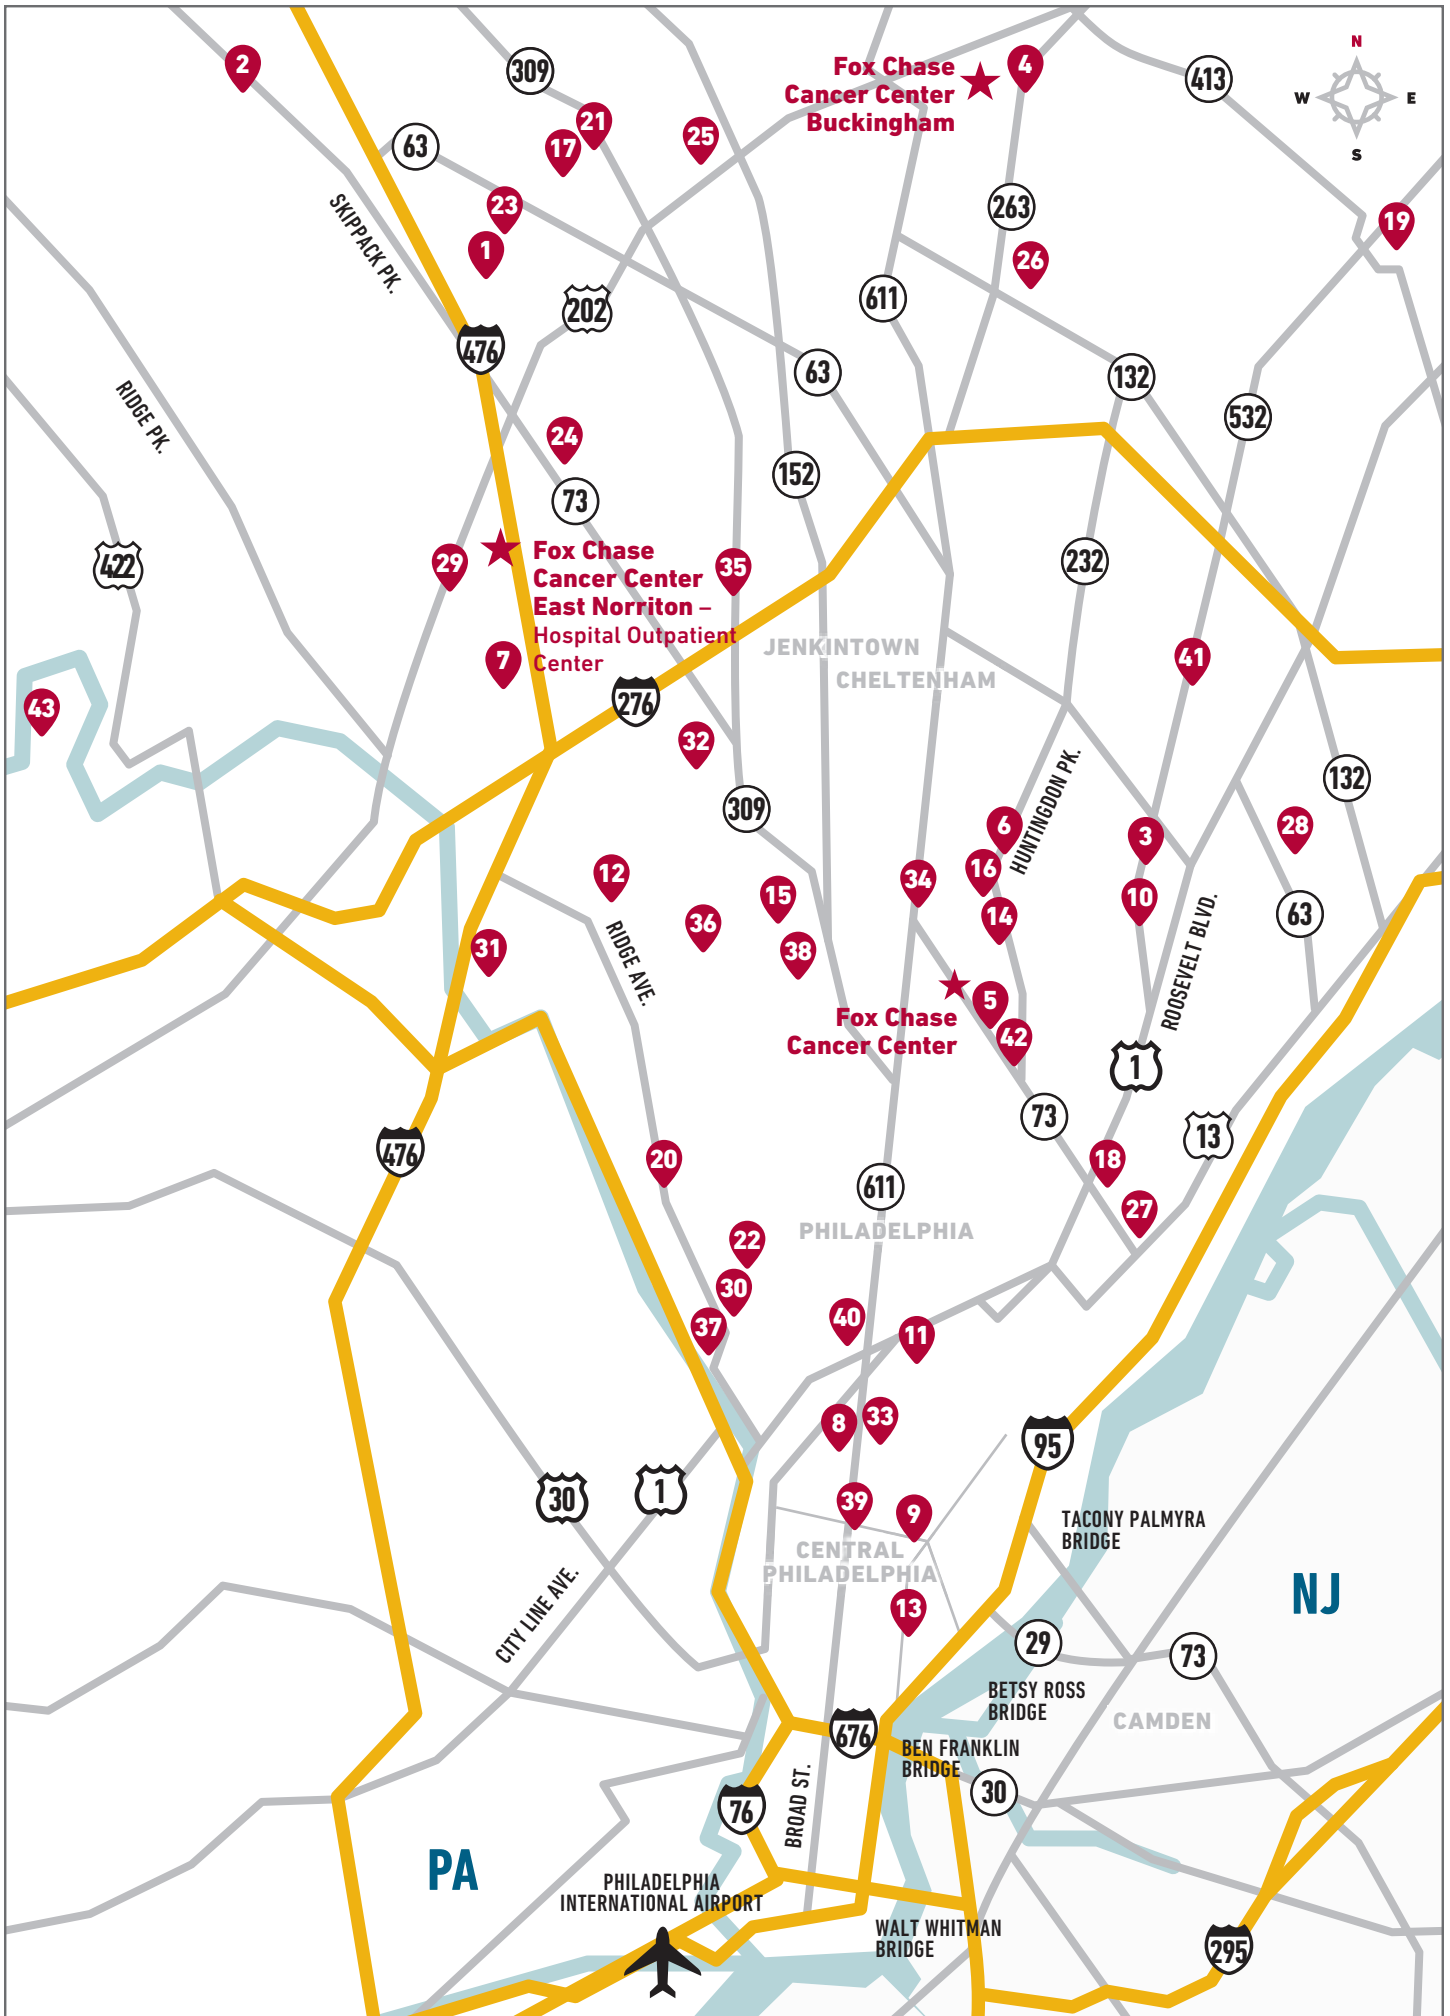 2
309
Fox Chase
Cancer Center
Buckingham
4
413
N
W
E
S
63
21
17
25
23
1
SKIPPACK PK.
263
19
26
202
611
476
63
132
RIDGE PK.
532
24
73
152
422
29
Fox Chase
Cancer Center
East Norriton –
Hospital Outpatient
Center
35
232
7
JENKINTOWN
CHELTENHAM
41
43
276
32
309
HUNTINGDON PK.
132
6
3
28
12
16
34
15
10
14
63
36
38
31
RIDGE AVE.
ROOSEVELT BLVD.
5
Fox Chase
Cancer Center
42
1
73
13
476
20
18
611
27
PHILADELPHIA
22
30
37
40
11
8
33
95
30
1
39
9
TACONY PALMYRA
BRIDGE
CENTRAL
PHILADELPHIA
CITY LINE AVE.
13
NJ
29
73
BETSY ROSS
BRIDGE
CAMDEN
676
BEN FRANKLIN
BRIDGE
30
76
BROAD ST.
PA
PHILADELPHIA
INTERNATIONAL AIRPORT
WALT WHITMAN
BRIDGE
295